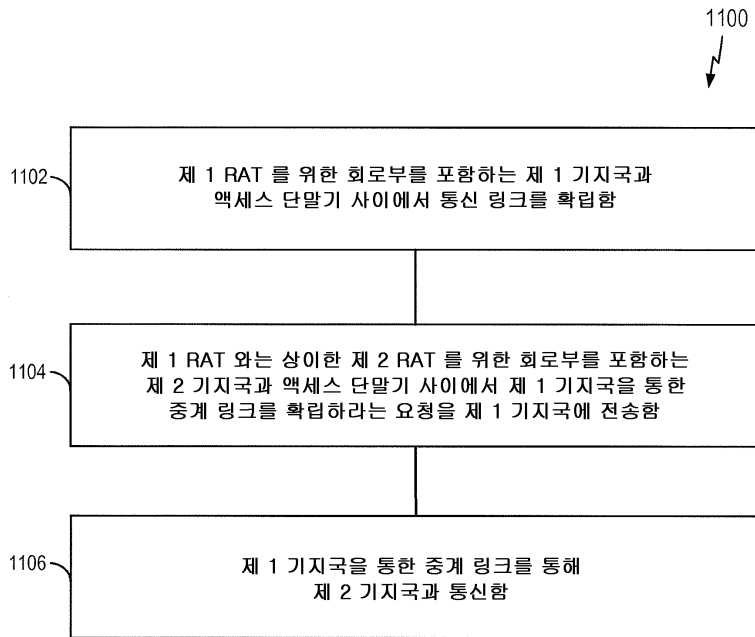 1100
1102
제 1 RAT 를 위한 회로부를 포함하는 제 1 기지국과
액세스 단말기 사이에서 통신 링크를 확립함
1104
제 1 RAT 와는 상이한 제 2 RAT 를 위한 회로부를 포함하는
제 2 기지국과 액세스 단말기 사이에서 제 1 기지국을 통한
중계 링크를 확립하라는 요청을 제 1 기지국에 전송함
1106
제 1 기지국을 통한 중계 링크를 통해
제 2 기지국과 통신함